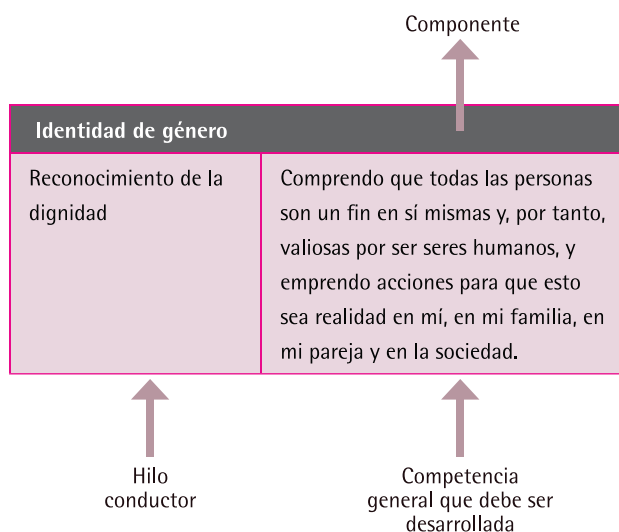 Componente
Identidad de género
Reconocimiento de la
dignidad
Comprendo que todas las personas
son un fin en sí mismas y, por tanto,
valiosas por ser seres humanos, y
emprendo acciones para que esto
sea realidad en mí, en mi familia, en
mi pareja y en la sociedad.
Hilo
conductor
Competencia
general que debe ser
desarrollada